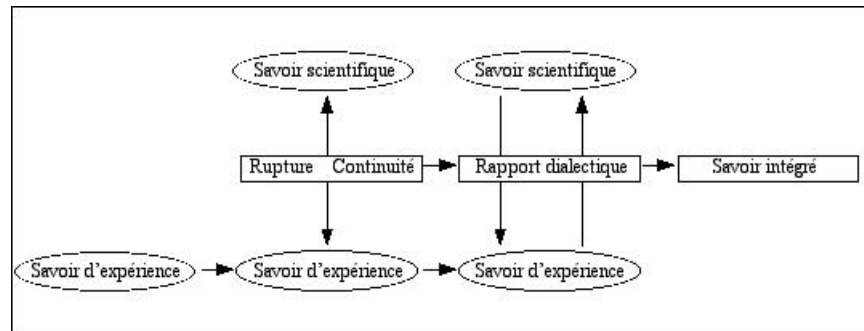 Savoir scientifique
Savoir scientifique
Rupture Continuité
Rapport dialectique
Savoir intégré
Savoir d'expérience
Savoir d'expérience
Savoir d'expérience